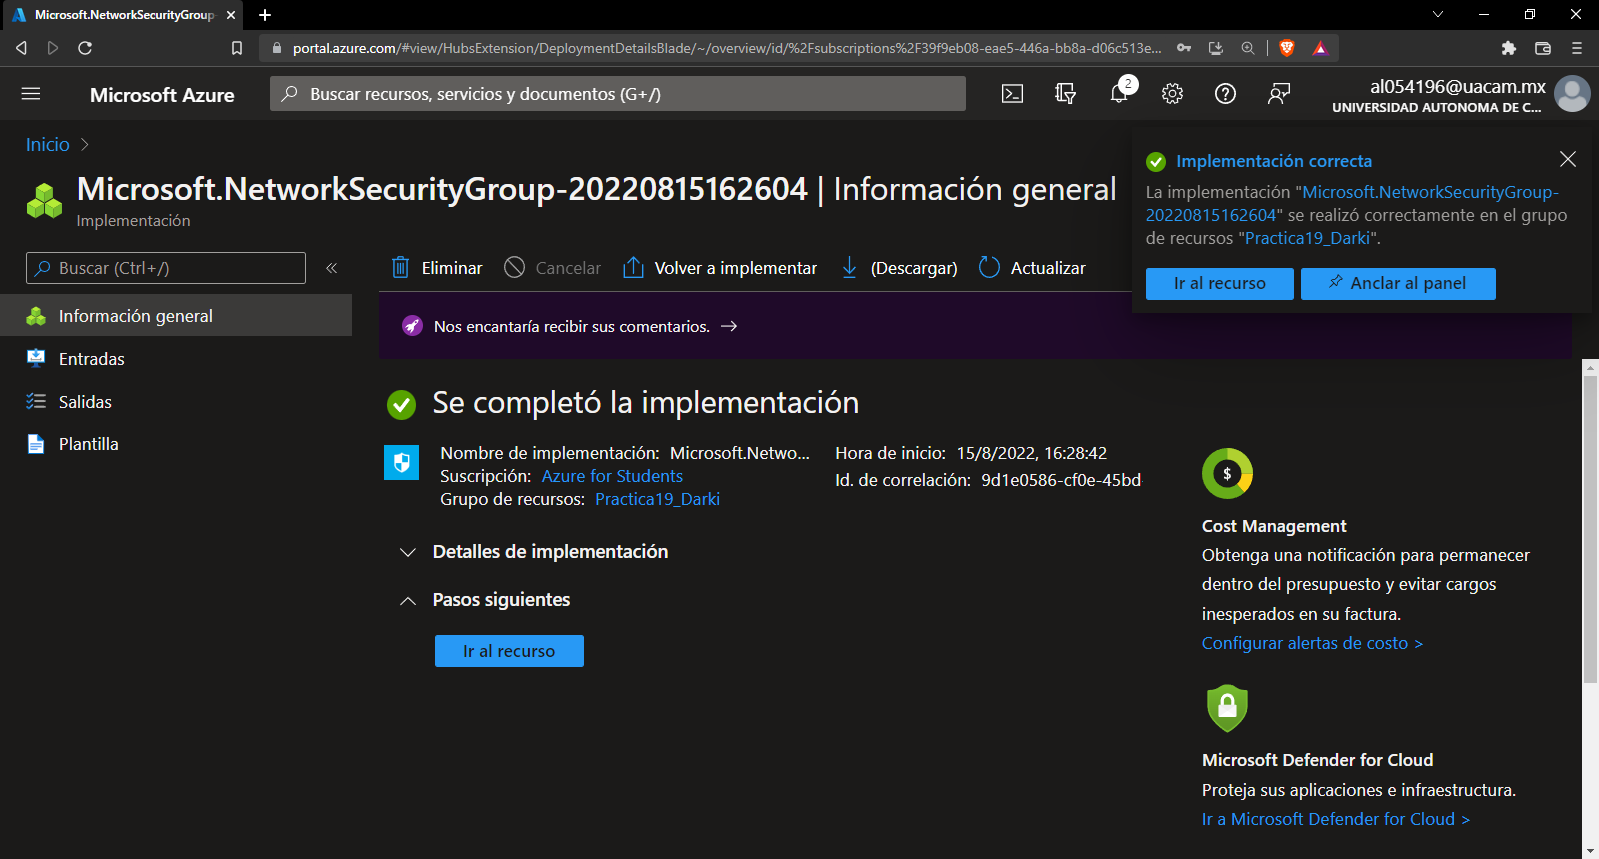 Microsoft.NetworkSecurityGroup-
portal.azure.com/#view/HubsExtension/DeploymentDetailsBlade/~/overview/id/%2Fsubscriptions%2F39f9eb08-eae5-446a-bb8a-d06c513e...
Microsoft Azure
Buscar recursos, servicios y documentos (G+/)
2
al054196@uacam.mx
UNIVERSIDAD AUTONOMA DE C...
Inicio
Microsoft.NetworkSecurityGroup-20220815162604 | Información general
Implementación
Implementación correcta
La implementación "Microsoft.NetworkSecurityGroup-
20220815162604" se realizó correctamente en el grupo
de recursos "Practica19_Darki".
Ir al recurso
Anclar al panel
Buscar (Ctrl+/)
«
Información general
Entradas
Salidas
Plantilla
Eliminar
Cancelar
Volver a implementar
(Descargar)
Actualizar
Nos encantaría recibir sus comentarios. →
Se completó la implementación
Nombre de implementación: Microsoft.Netwo...
Suscripción: Azure for Students
Grupo de recursos: Practica19_Darki
Hora de inicio: 15/8/2022, 16:28:42
Id. de correlación: 9d1e0586-cf0e-45bd
Detalles de implementación
Pasos siguientes
Ir al recurso
$
Cost Management
Obtenga una notificación para permanecer
dentro del presupuesto y evitar cargos
inesperados en su factura.
Configurar alertas de costo >
Microsoft Defender for Cloud
Proteja sus aplicaciones e infraestructura.
Ir a Microsoft Defender for Cloud >